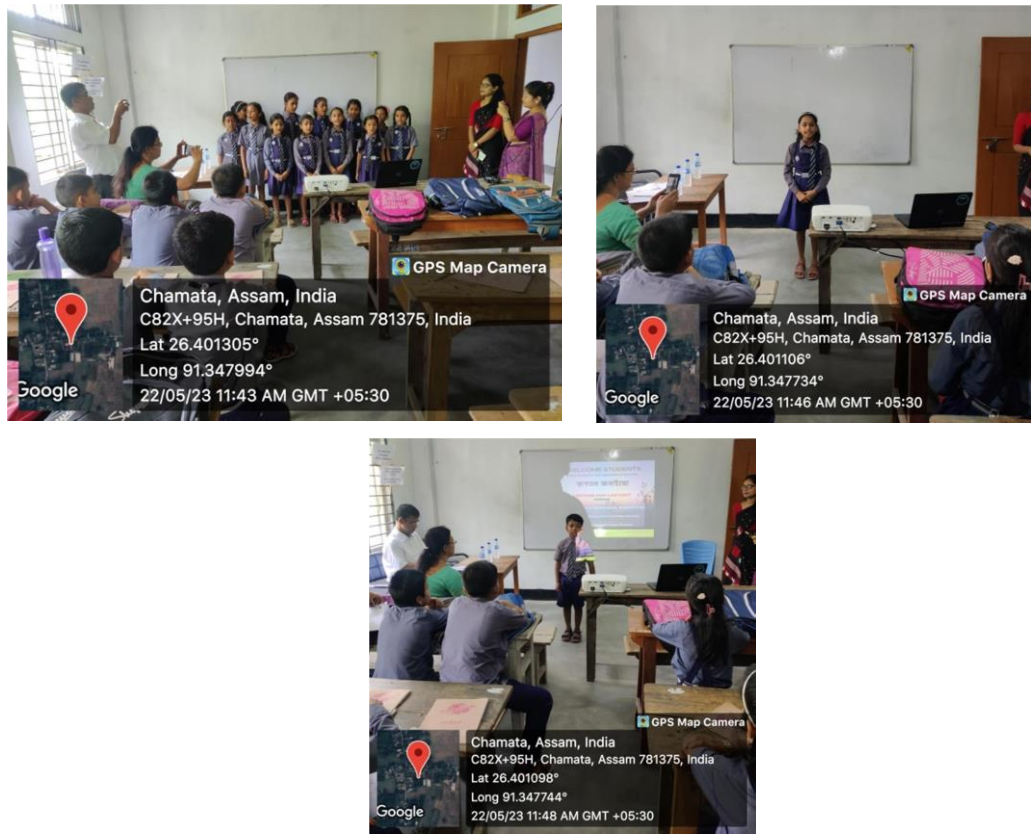 GPS Map Camera
Chamata, Assam, India
C82X+95H, Chamata, Assam 781375, India
Lat 26.401305°
Long 91.347994°
22/05/23 11:43 AM GMT +05:30
Google
GPS Map Camera
Chamata, Assam, India
C82X+95H, Chamata, Assam 781375, India
Lat 26.401106°
Long 91.347734°
22/05/23 11:46 AM GMT +05:30
Google
WELCOME STUDENTS
GPS Map Camera
Chamata, Assam, India
C82X+95H, Chamata, Assam 781375, India
Lat 26.401098°
Long 91.347744°
22/05/23 11:48 AM GMT +05:30
Google